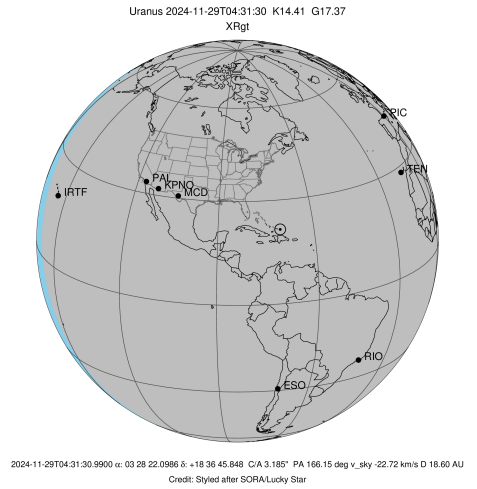 Uranus 2024-11-29T04:31:30 K14.41 G17.37
XRgt
PIC
TEN
PAL
KPNO
MCD
IRTF
RIO
ESO
2024-11-29T04:31:30.9900 α: 03 28 22.0986 δ: +18 36 45.848 C/A 3.185" PA 166.15 deg v_sky -22.72 km/s D 18.60 AU
Credit: Styled after SORA/Lucky Star